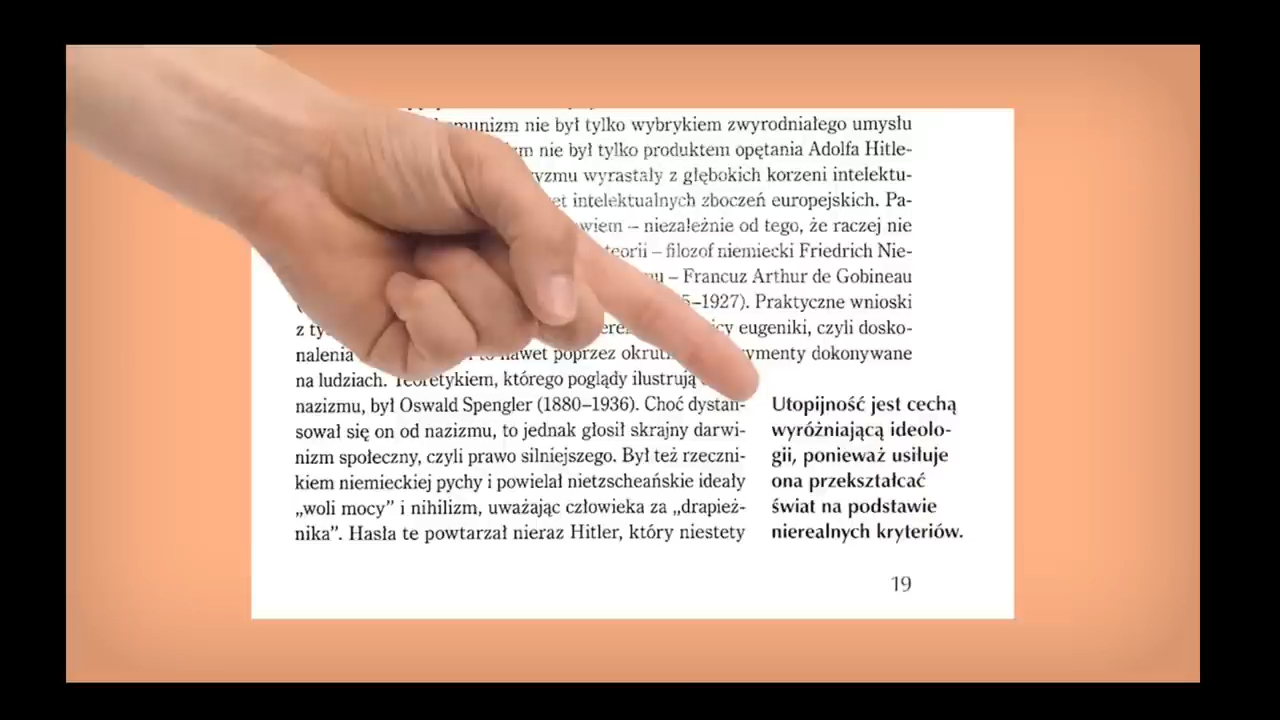 nie był tylko wybrykiem zwyrodniałego umysłu
nie był tylko produktem opętania Adolfa Hitle-
wyrastały z głębokich korzeni intelektu-
intelektualnych zboczeń europejskich. Pa-
– niezależnie od tego, że raczej nie
– filozof niemiecki Friedrich Nie-
– Francuz Arthur de Gobineau
–1927). Praktyczne wnioski
z
eugeniki, czyli dosko-
nalenia
nawet poprzez
dokonywane
na ludziach. Teoretykiem, którego poglądy ilustrują
nazizmu, był Oswald Spengler (1880–1936). Choć dystan-
sował się on od nazizmu, to jednak głosił skrajny darwi-
nizm społeczny, czyli prawo silniejszego. Był też rzeczni-
kiem niemieckiej pychy i powielał nietzscheańskie ideały
„woli mocy” i nihilizm, uważając człowieka za „drapież-
nika”. Hasła te powtarzał nieraz Hitler, który niestety
Utopijność jest cechą
wyróżniającą ideolo-
gii, ponieważ usiłuje
ona przekształcać
świat na podstawie
nierealnych kryteriów.
19